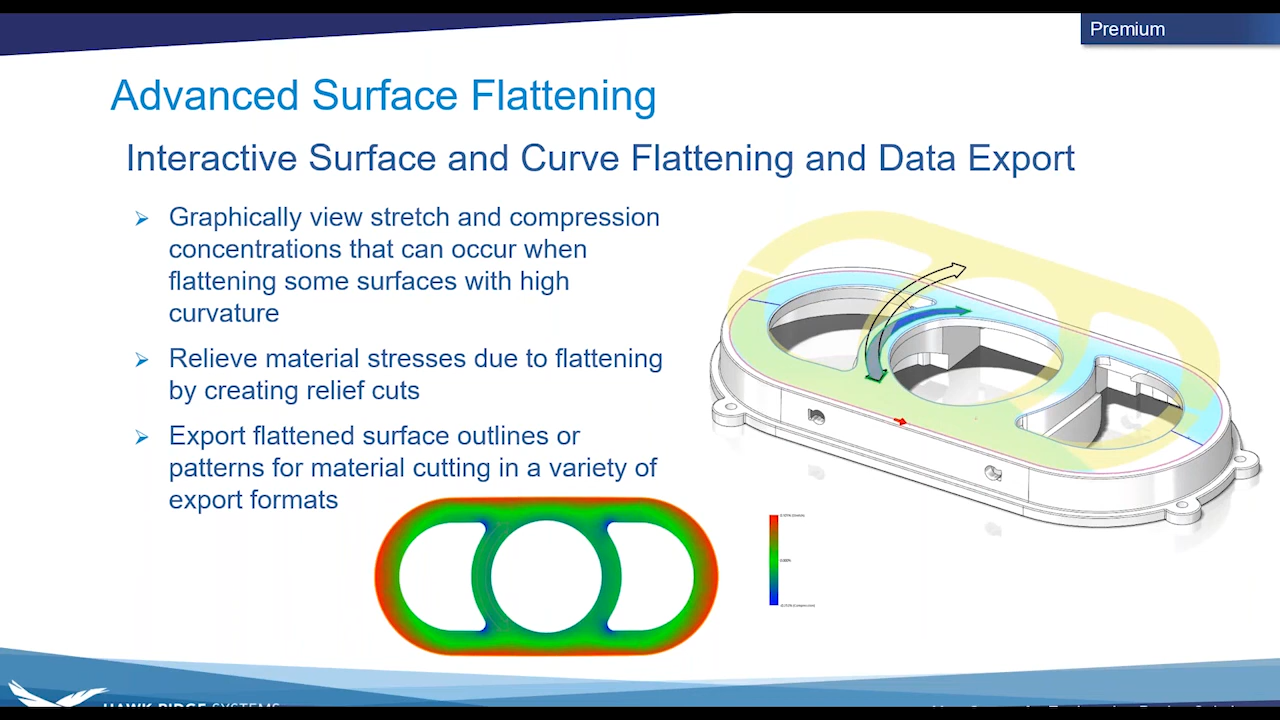 Premium
Advanced Surface Flattening
Interactive Surface and Curve Flattening and Data Export
Graphically view stretch and compression
concentrations that can occur when
flattening some surfaces with high
curvature
Relieve material stresses due to flattening
by creating relief cuts
Export flattened surface outlines or
patterns for material cutting in a variety of
export formats
HAWK RIDGE SYSTEMS